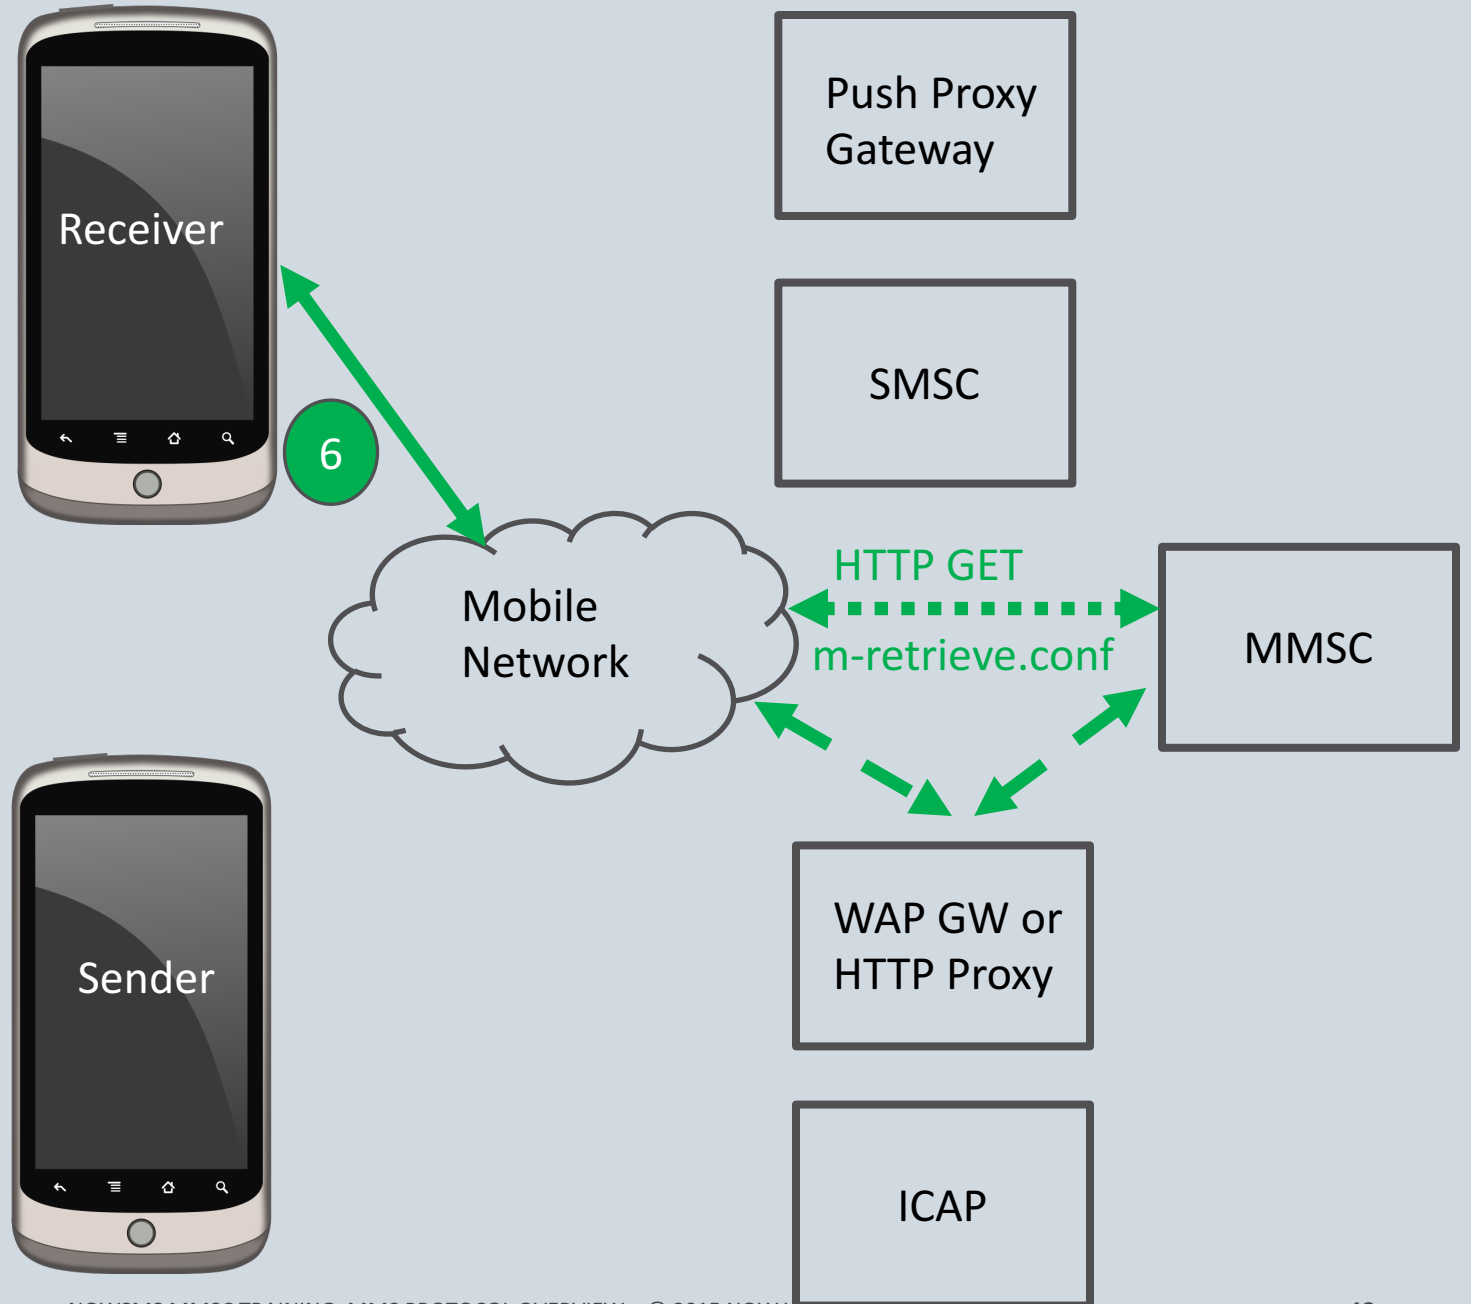 Receiver
Push Proxy
Gateway
SMSC
6
HTTP GET
m-retrieve.conf
Mobile
Network
MMSC
Sender
WAP GW or
HTTP Proxy
ICAP